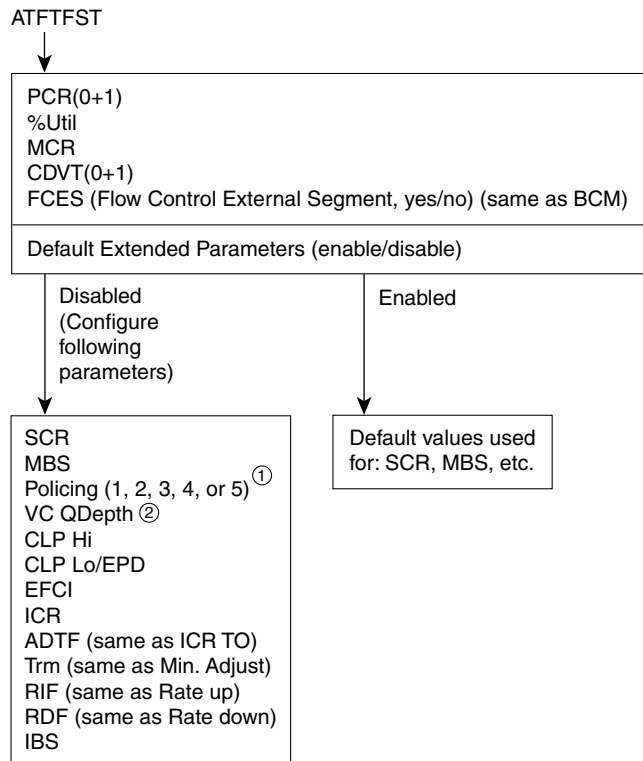 ATFTFST
PCR(0+1)
%Util
MCR
CDVT(0+1)
FCES (Flow Control External Segment, yes/no) (same as BCM)
Default Extended Parameters (enable/disable)
Disabled
(Configure
following
parameters)
Enabled
SCR
MBS
Policing (1, 2, 3, 4, or 5) ①
VC QDepth ②
CLP Hi
CLP Lo/EPD
EFCI
ICR
ADTF (same as ICR TO)
Trm (same as Min. Adjust)
RIF (same as Rate up)
RDF (same as Rate down)
IBS
Default values used
for: SCR, MBS, etc.